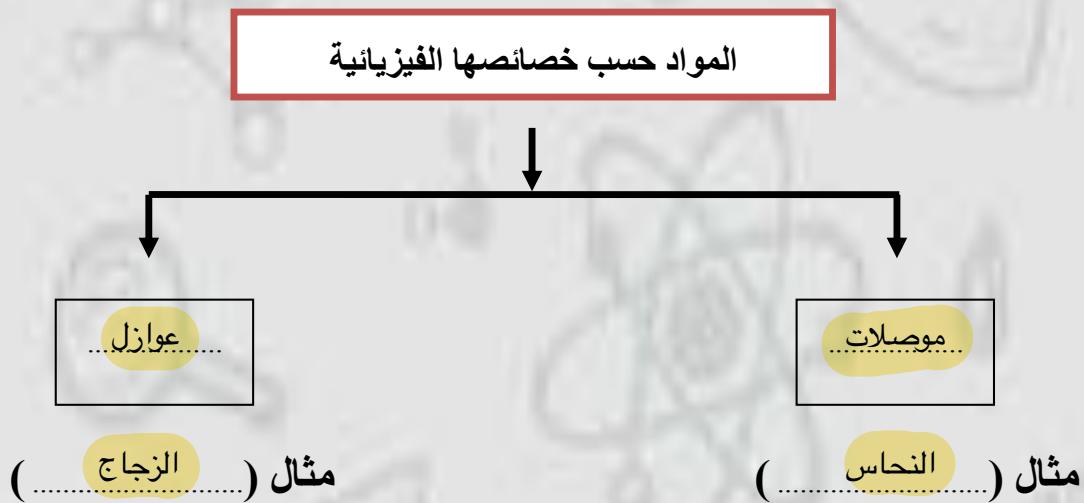 المواد حسب خصائصها الفيزيائية
موصلات
عوازل
مثال (النحاس)
مثال (الزجاج)